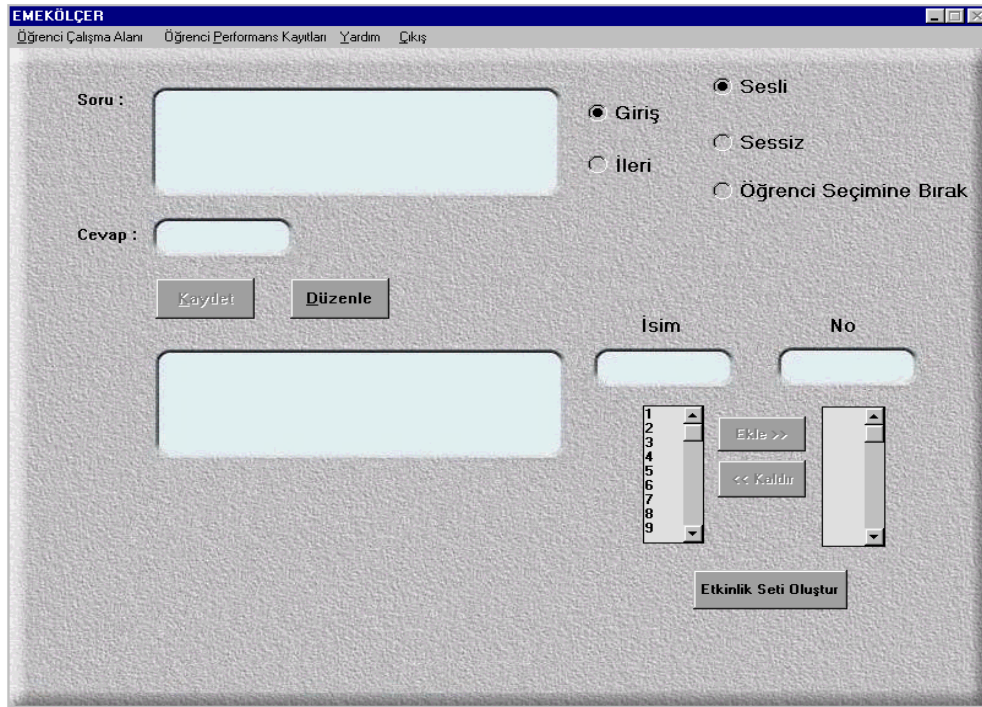 EMEKÖLÇER
Öğrenci Çalışma Alanı Öğrenci Performans Kayıtları Yardım Çıkış
Soru :
Giriş
İleri
Sesli
Sessiz
Öğrenci Seçimine Bırak
Cevap :
Kaydet Düzenle
İsim No
1
2
3
4
5
6
7
8
9
Ekle >>
<< Kaldır
Etkinlik Seti Oluştur